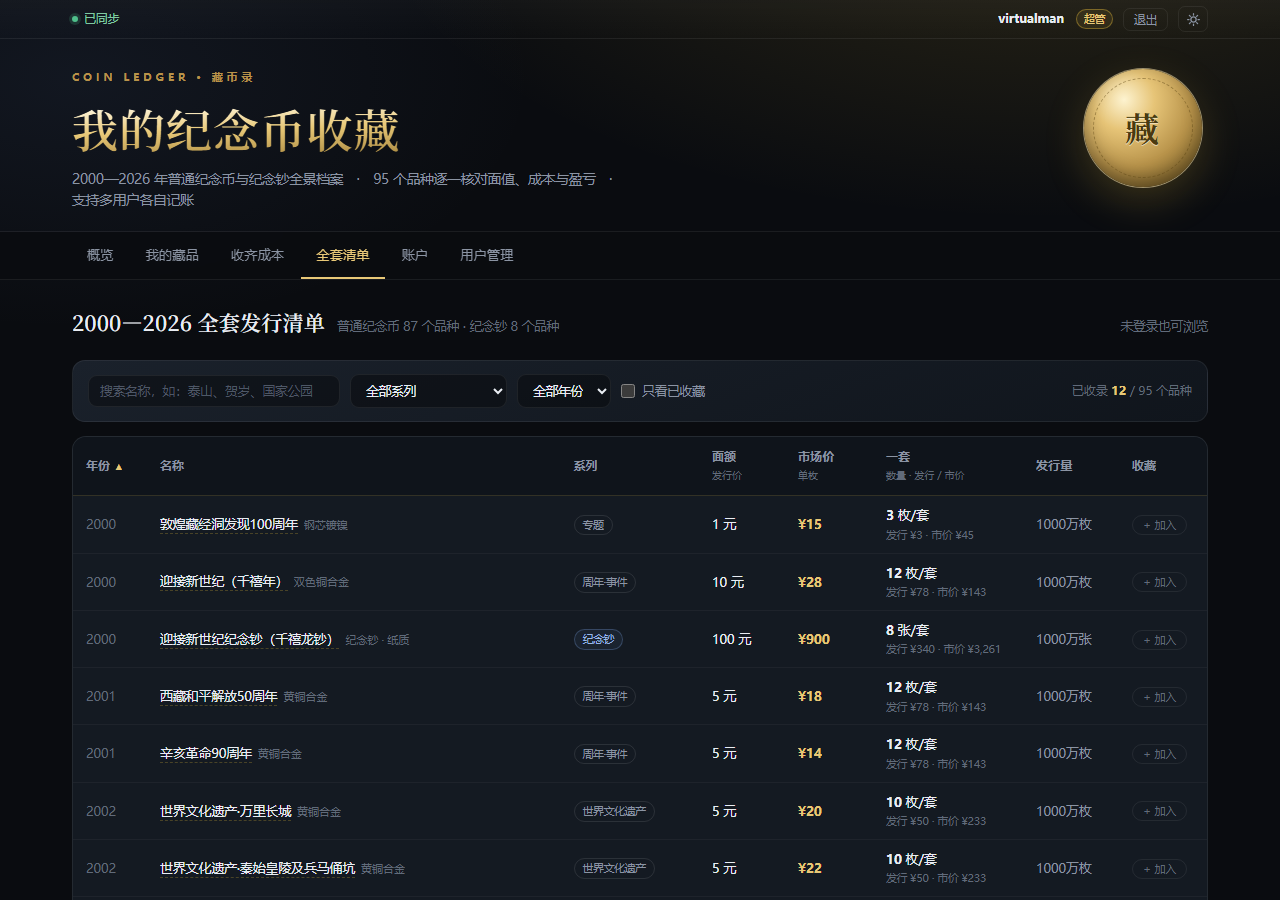 已同步
virtualman 超管 退出
COIN LEDGER • 藏币录
我的纪念币收藏
藏
2000—2026 年普通纪念币与纪念钞全景档案 · 95 个品种逐一核对面值、成本与盈亏 ·
支持多用户各自记账
概览 我的藏品 收齐成本 全套清单 账户 用户管理
2000—2026 全套发行清单 普通纪念币 87 个品种 · 纪念钞 8 个品种 未登录也可浏览
搜索名称，如：泰山、贺岁、国家公园 全部系列 全部年份 只看已收藏 已收录 12 / 95 个品种
年份 ▲ 名称 系列 面额 市场价 一套 发行量 收藏
发行价 单枚 数量 · 发行 / 市价
2000 敦煌藏经洞发现100周年 钢芯镀镍 专题 1 元 ¥15 3 枚/套 1000万枚 + 加入
发行 ¥3 · 市价 ¥45
2000 迎接新世纪（千禧年） 双色铜合金 周年事件 10 元 ¥28 12 枚/套 1000万枚 + 加入
发行 ¥78 · 市价 ¥143
2000 迎接新世纪纪念钞（千禧龙钞） 纪念钞 · 纸质 纪念钞 100 元 ¥900 8 张/套 1000万张 + 加入
发行 ¥340 · 市价 ¥3,261
2001 西藏和平解放50周年 黄铜合金 周年事件 5 元 ¥18 12 枚/套 1000万枚 + 加入
发行 ¥78 · 市价 ¥143
2001 辛亥革命90周年 黄铜合金 周年事件 5 元 ¥14 12 枚/套 1000万枚 + 加入
发行 ¥78 · 市价 ¥143
2002 世界文化遗产·万里长城 黄铜合金 世界文化遗产 5 元 ¥20 10 枚/套 1000万枚 + 加入
发行 ¥50 · 市价 ¥233
2002 世界文化遗产·秦始皇陵及兵马俑坑 黄铜合金 世界文化遗产 5 元 ¥22 10 枚/套 1000万枚 + 加入
发行 ¥50 · 市价 ¥233